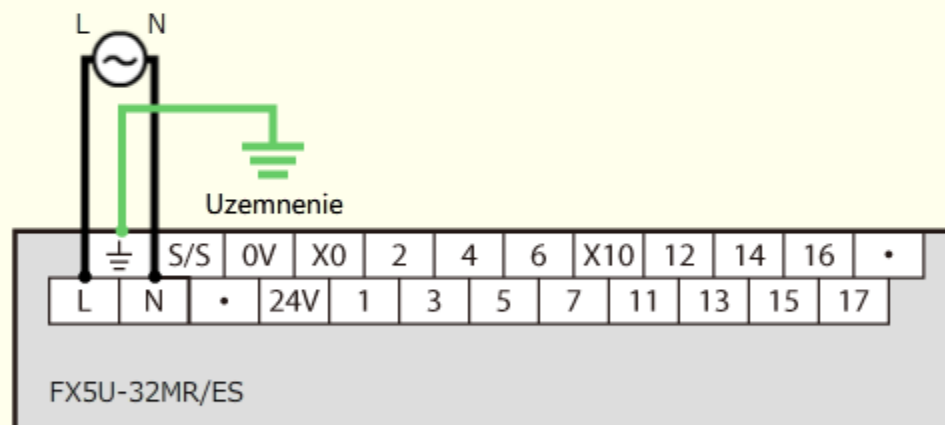 L N
Uzemnenie
S/S 0V X0 2 4 6 X10 12 14 16 •
L N • 24V 1 3 5 7 11 13 15 17
FX5U-32MR/ES